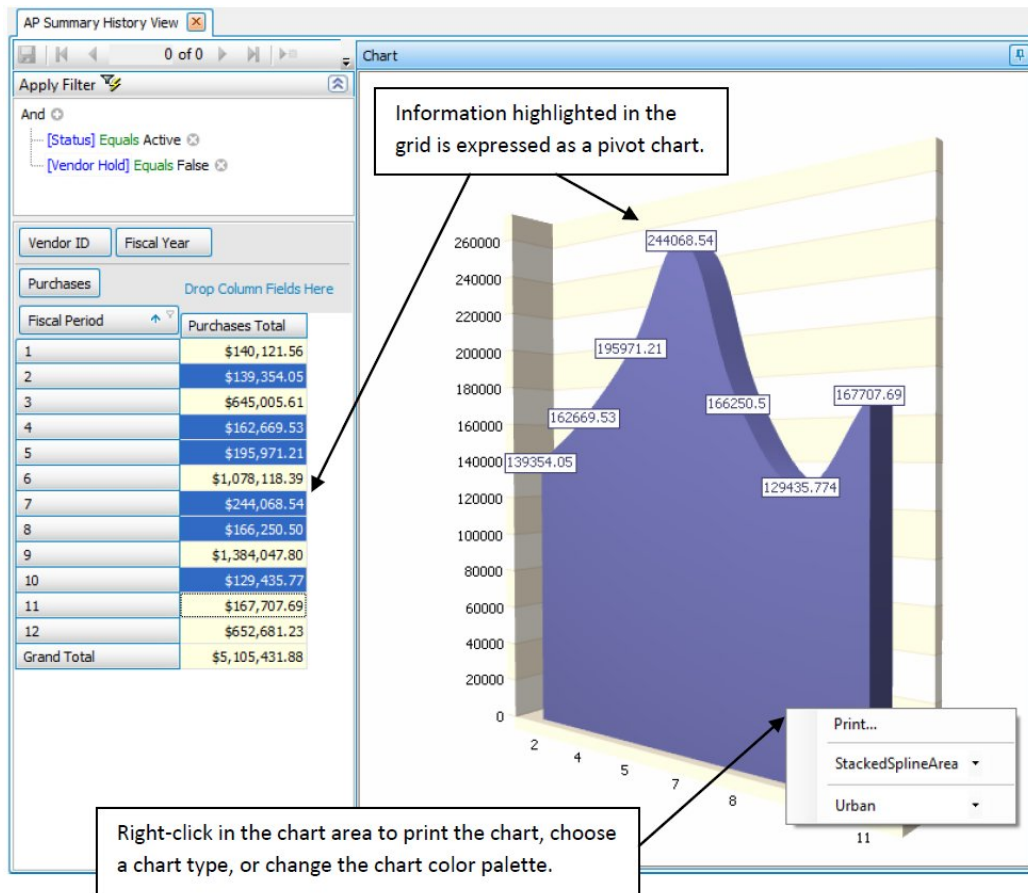 AP Summary History View
0 of 0
Chart
Apply Filter
And
[Status] Equals Active
[Vendor Hold] Equals False
Information highlighted in the
grid is expressed as a pivot chart.
Vendor ID
Fiscal Year
Purchases
Drop Column Fields Here
Fiscal Period
Purchases Total
1 $140,121.56
2 $139,354.05
3 $645,005.61
4 $162,669.53
5 $195,971.21
6 $1,078,118.39
7 $244,068.54
8 $166,250.50
9 $1,384,047.80
10 $129,435.77
11 $167,707.69
12 $652,681.23
Grand Total $5,105,431.88
260000
240000
220000
200000
180000
160000
140000
120000
100000
80000
60000
40000
20000
0
244068.54
195971.21
162669.53
139354.05
166250.5
167707.69
129435.774
2
4
5
7
8
11
Print...
StackedSplineArea
Urban
Right-click in the chart area to print the chart, choose
a chart type, or change the chart color palette.